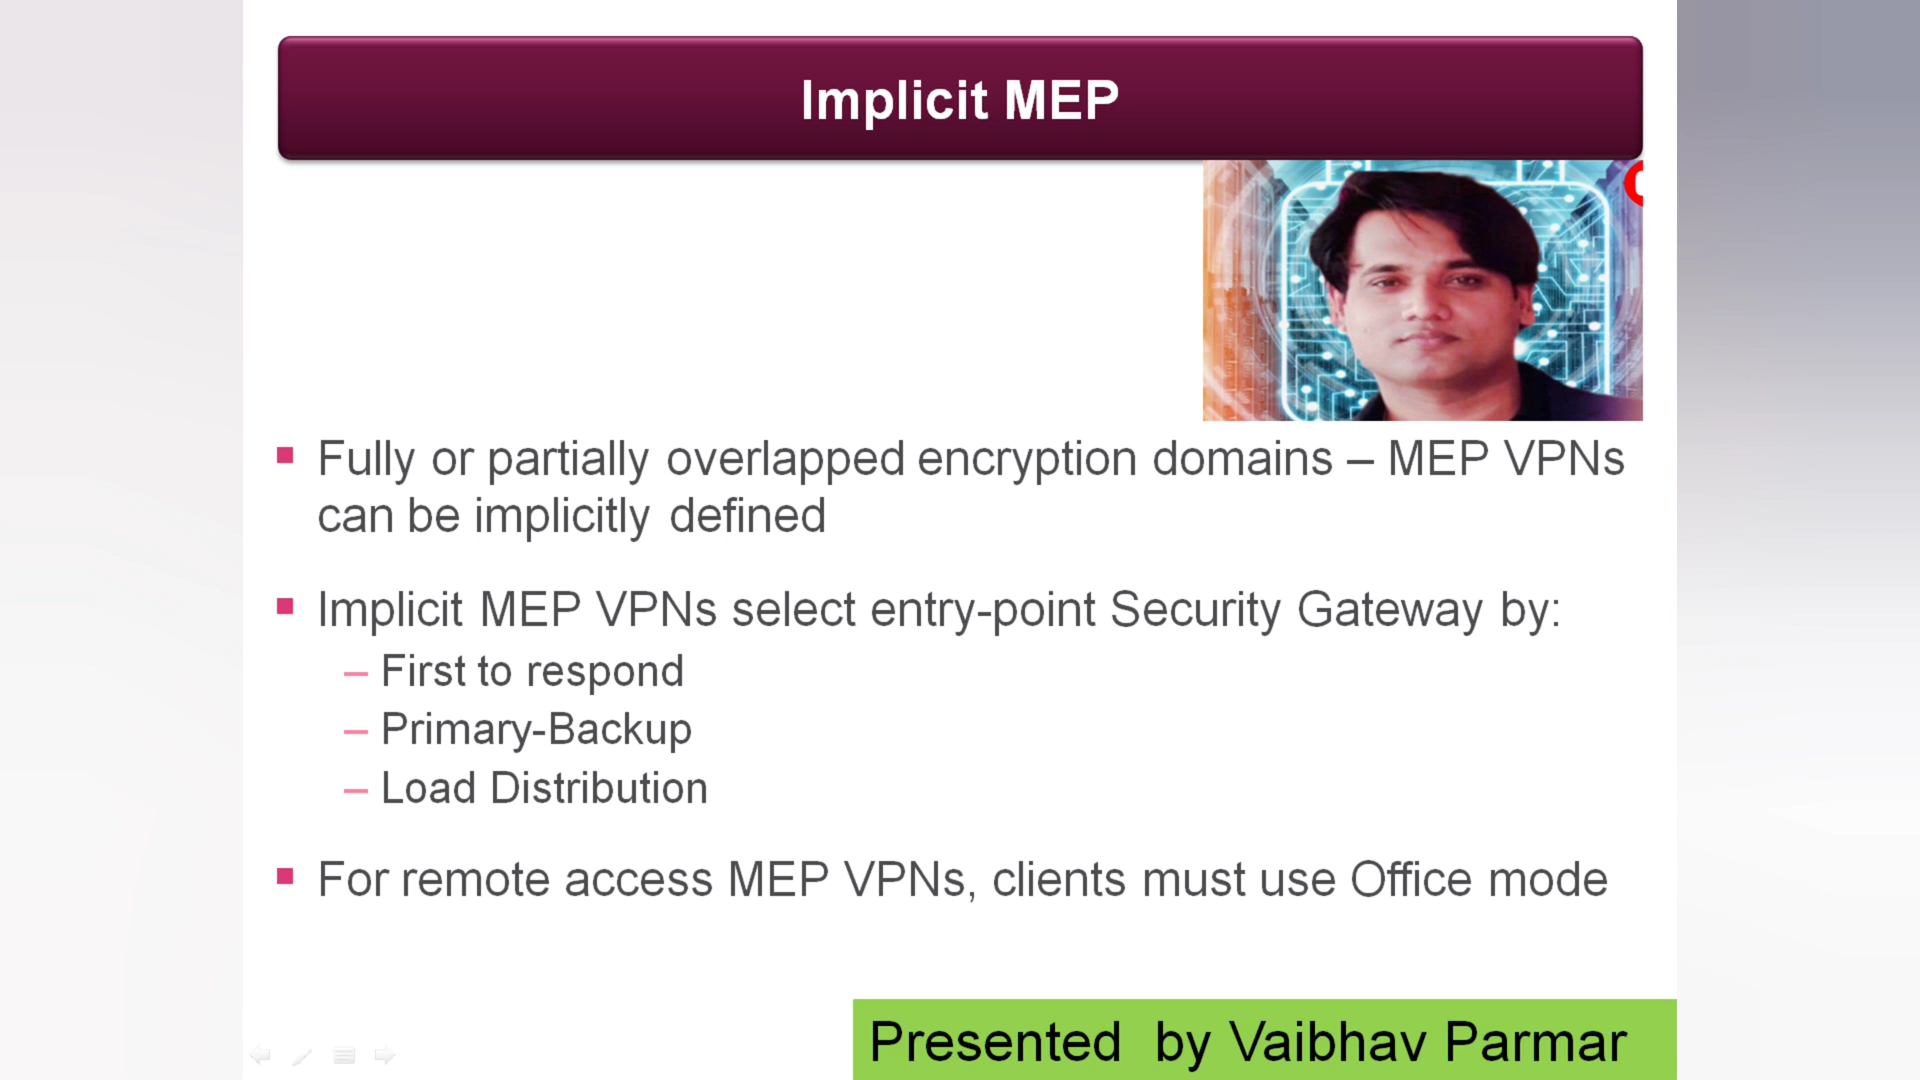 Implicit MEP
Fully or partially overlapped encryption domains – MEP VPNs
can be implicitly defined
Implicit MEP VPNs select entry-point Security Gateway by:
– First to respond
– Primary-Backup
– Load Distribution
For remote access MEP VPNs, clients must use Office mode
Presented by Vaibhav Parmar